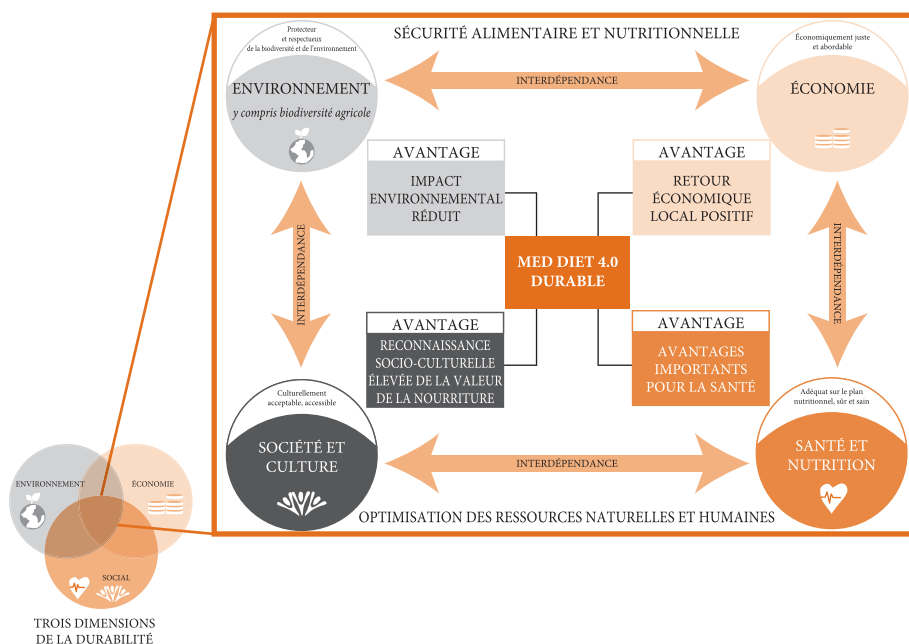 Protecteur
et respectueux
de la biodiversité et de l'environnement
ENVIRONNEMENT
y compris biodiversité agricole
SÉCURITÉ ALIMENTAIRE ET NUTRITIONNELLE
INTERDÉPENDANCE
Économiquement juste
et abordable
ÉCONOMIE
AVANTAGE
IMPACT
ENVIRONNEMENTAL
RÉDUIT
AVANTAGE
RETOUR
ÉCONOMIQUE
LOCAL POSITIF
INTERDÉPENDANCE
MED DIET 4.0
DURABLE
INTERDÉPENDANCE
AVANTAGE
RECONNAISSANCE
SOCIO-CULTURELLE
ÉLEVÉE DE LA VALEUR
DE LA NOURRITURE
AVANTAGE
AVANTAGES
IMPORTANTS
POUR LA SANTÉ
Culturellement
acceptable, accessible
SOCIÉTÉ ET
CULTURE
INTERDÉPENDANCE
Adéquat sur le plan
nutritionnel, sûr et sain
SANTÉ ET
NUTRITION
OPTIMISATION DES RESSOURCES NATURELLES ET HUMAINES
ENVIRONNEMENT
ÉCONOMIE
SOCIAL
TROIS DIMENSIONS
DE LA DURABILITÉ